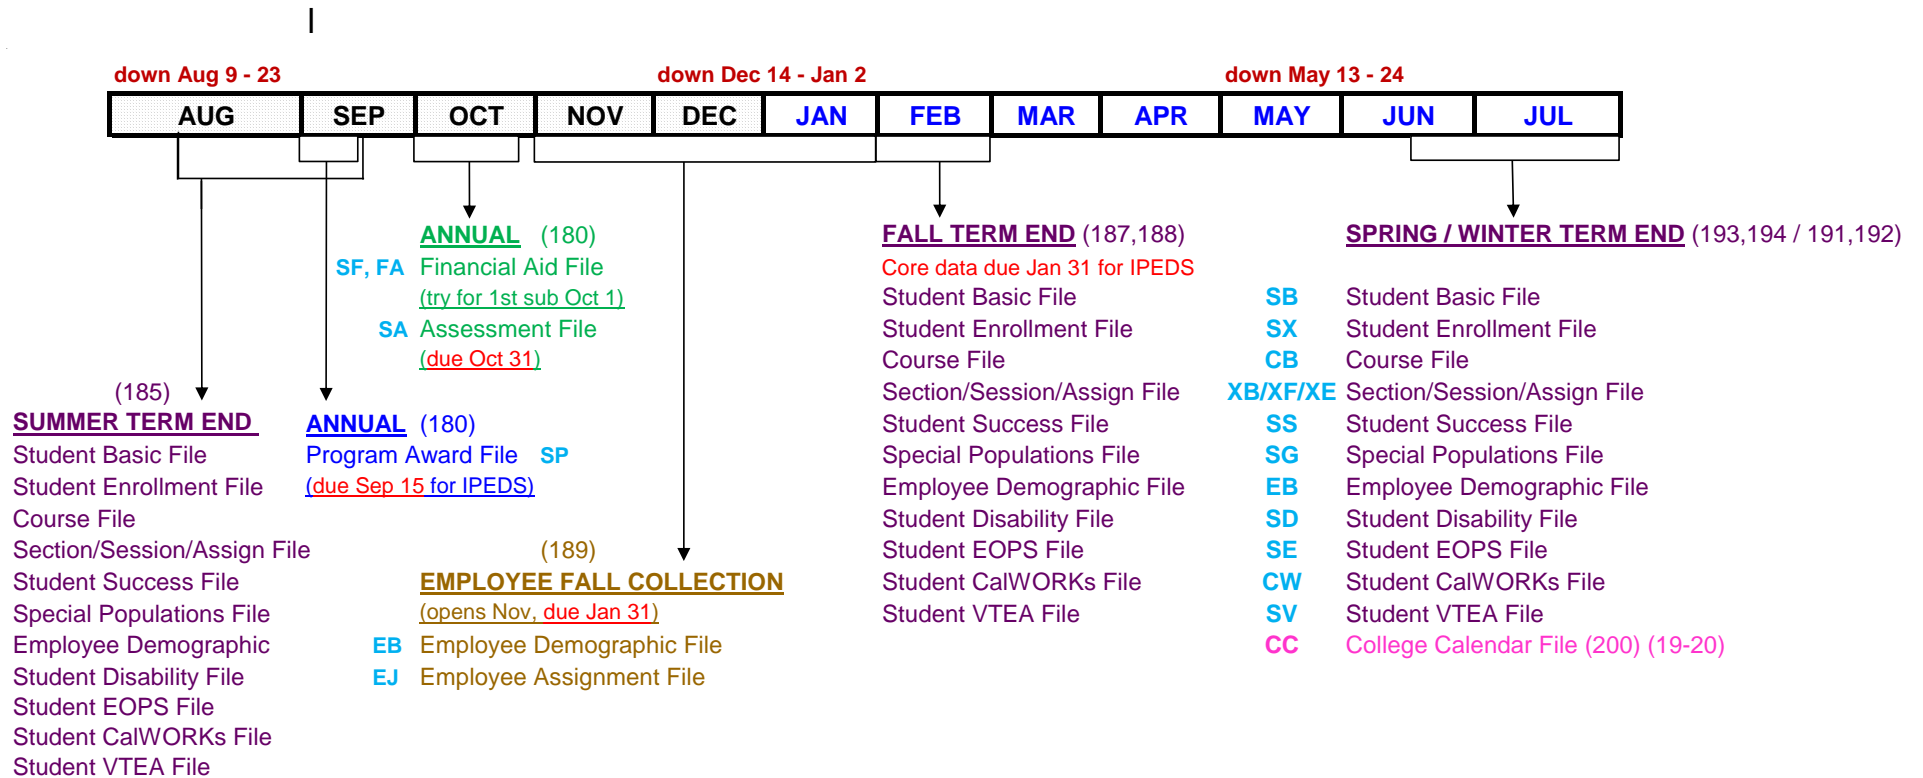 down Aug 9 - 23
down Dec 14 - Jan 2
down May 13 - 24
AUG SEP OCT NOV DEC JAN FEB MAR APR MAY JUN JUL
ANNUAL (180)
SF, FA Financial Aid File
(try for 1st sub Oct 1)
SA Assessment File
(due Oct 31)
(185)
SUMMER TERM END
Student Basic File
Student Enrollment File
Course File
Section/Session/Assign File
Student Success File
Special Populations File
Employee Demographic
Student Disability File
Student EOPS File
Student CalWORKs File
Student VTEA File
ANNUAL (180)
Program Award File SP
(due Sep 15 for IPEDS)
(189)
EMPLOYEE FALL COLLECTION
(opens Nov, due Jan 31)
EB Employee Demographic File
EJ Employee Assignment File
FALL TERM END (187,188)
Core data due Jan 31 for IPEDS
Student Basic File
Student Enrollment File
Course File
Section/Session/Assign File
Student Success File
Special Populations File
Employee Demographic File
Student Disability File
Student EOPS File
Student CalWORKs File
Student VTEA File
SPRING / WINTER TERM END (193,194 / 191,192)
SB Student Basic File
SX Student Enrollment File
CB Course File
XB/XF/XE Section/Session/Assign File
SS Student Success File
SG Special Populations File
EB Employee Demographic File
SD Student Disability File
SE Student EOPS File
CW Student CalWORKs File
SV Student VTEA File
CC College Calendar File (200) (19-20)